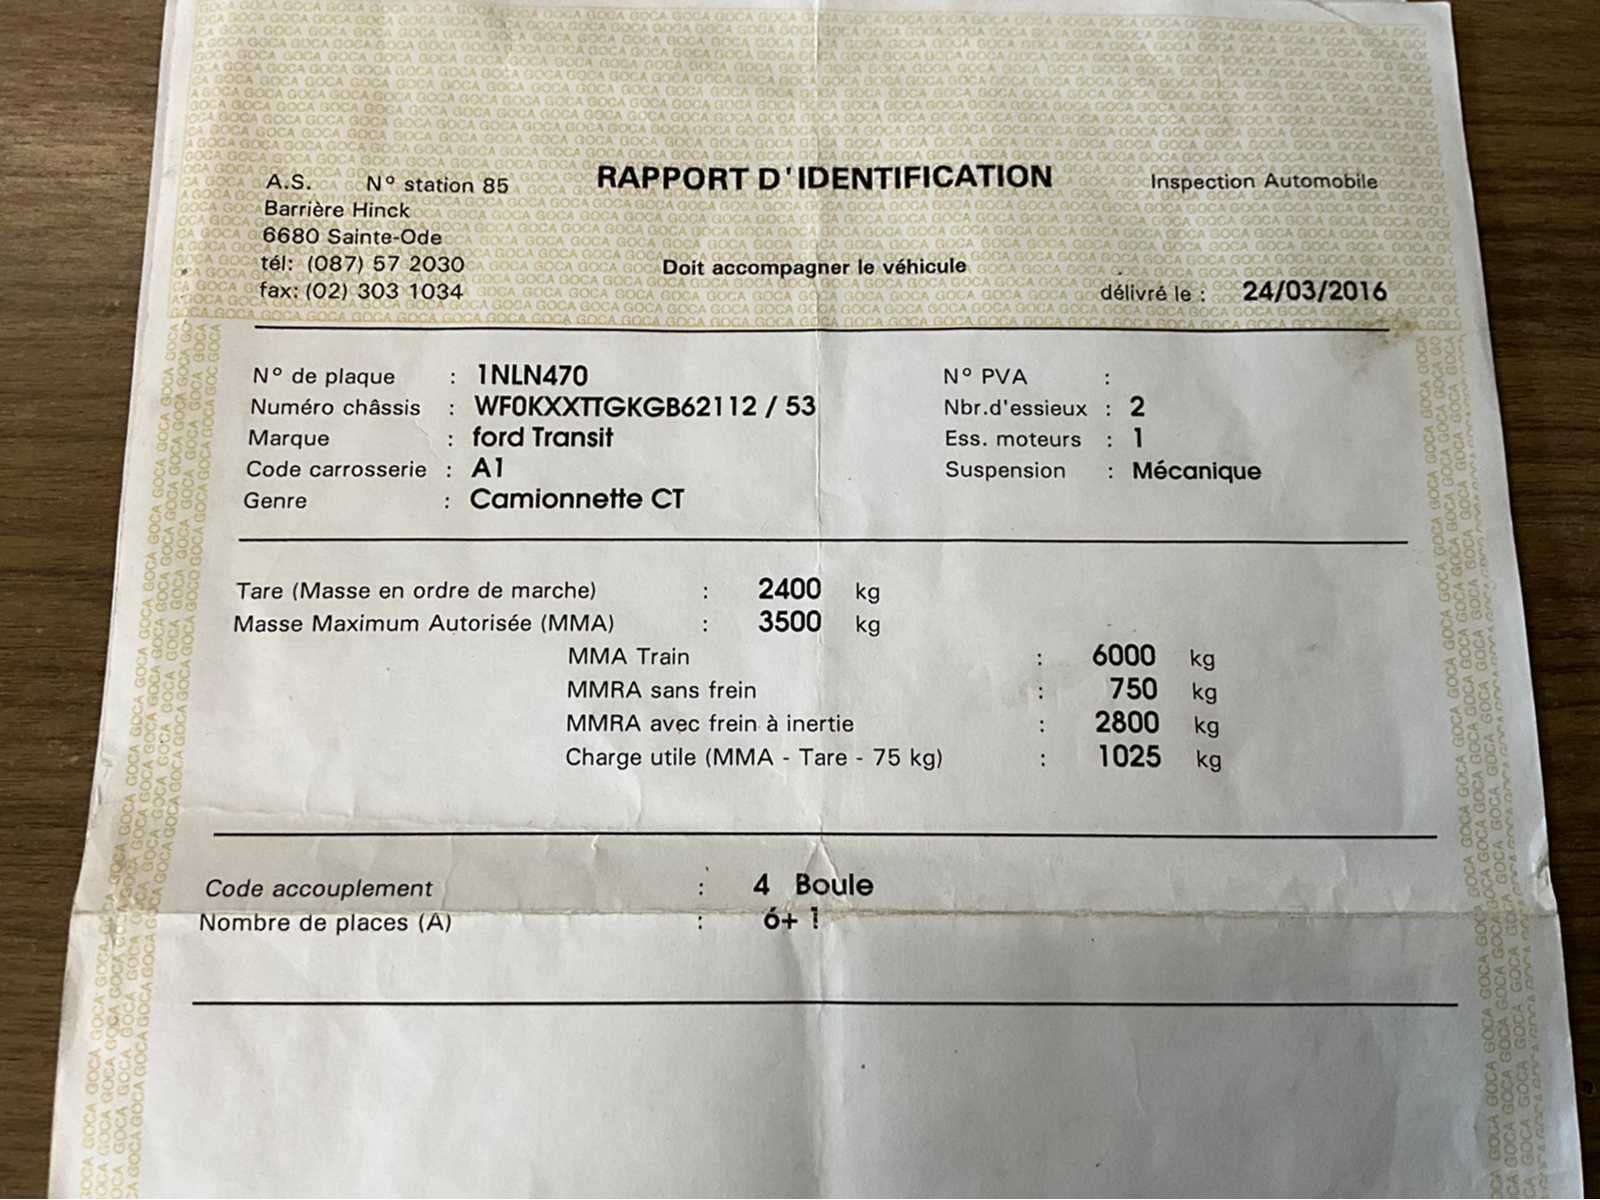 A.S. N° station 85
Barrière Hinck
6680 Sainte-Ode
tél: (087) 57 2030
fax: (02) 303 1034
RAPPORT D'IDENTIFICATION
Doit accompagner le véhicule
Inspection Automobile
délivré le : 24/03/2016
N° de plaque : 1NLN470
Numéro châssis : WF0KXXTTGKGB62112 / 53
Marque : ford Transit
Code carrosserie : A1
Genre : Camionnette CT
N° PVA :
Nbr.d'essieux : 2
Ess. moteurs : 1
Suspension : Mécanique
Tare (Masse en ordre de marche) : 2400 kg
Masse Maximum Autorisée (MMA) : 3500 kg
MMA Train : 6000 kg
MMRA sans frein : 750 kg
MMRA avec frein à inertie : 2800 kg
Charge utile (MMA - Tare - 75 kg) : 1025 kg
Code accouplement : 4 Boule
Nombre de places (A) : 6+ 1